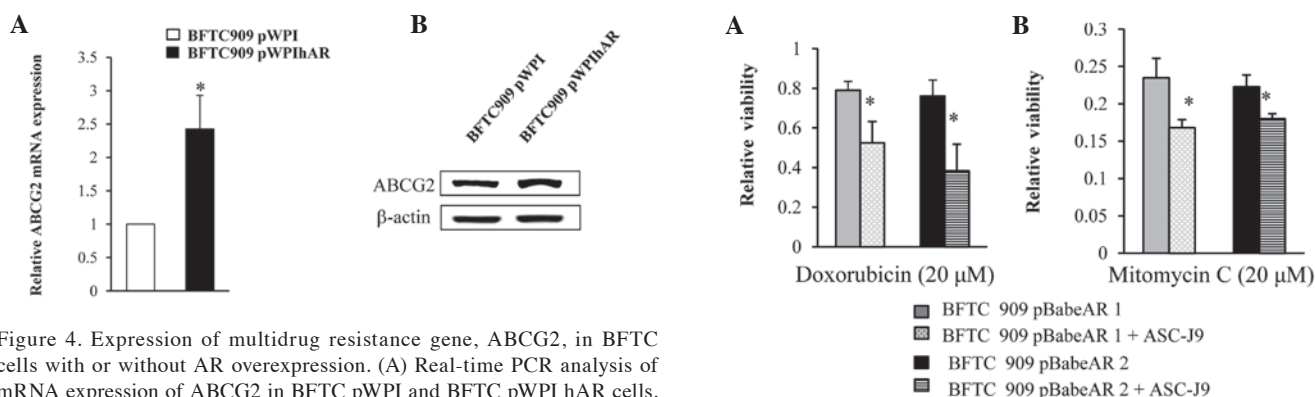 A
BFTC909 pWPI
BFTC909 pWPIhAR
Relative ABCG2 mRNA expression
3.5
3
2.5
2
1.5
1
0.5
0
*
B
BFTC909 pWPI
BFTC909 pWPIhAR
ABCG2
β-actin
Figure 4. Expression of multidrug resistance gene, ABCG2, in BFTC
cells with or without AR overexpression. (A) Real-time PCR analysis of
mRNA expression of ABCG2 in BFTC pWPI and BFTC pWPI hAR cells.
A
Relative viability
1
0.8
0.6
0.4
0.2
0
*
*
Doxorubicin (20 μM)
B
Relative viability
0.3
0.25
0.2
0.15
0.1
0.05
0
*
*
Mitomycin C (20 μM)
BFTC 909 pBabeAR 1
BFTC 909 pBabeAR 1 + ASC-J9
BFTC 909 pBabeAR 2
BFTC 909 pBabeAR 2 + ASC-J9